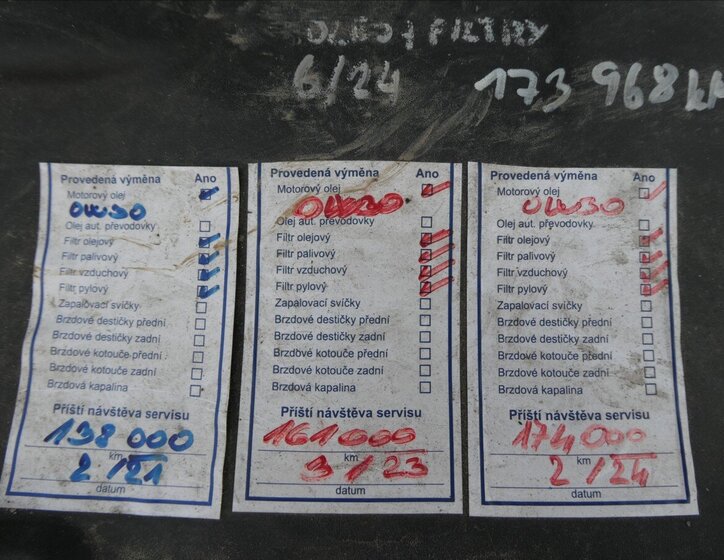 OLEJ + FILTRY
6/24 173 968 km
Provedená výměna Ano
Motorový olej
0W30
Olej aut. převodovky
Filtr olejový
Filtr palivový
Filtr vzduchový
Filtr pylový
Zapalovací svíčky
Brzdové destičky přední
Brzdové destičky zadní
Brzdové kotouče přední
Brzdové kotouče zadní
Brzdová kapalina
Příští návštěva servisu
138 000
km
2/21
datum
Provedená výměna Ano
Motorový olej
0W30
Olej aut. převodovky
Filtr olejový
Filtr palivový
Filtr vzduchový
Filtr pylový
Zapalovací svíčky
Brzdové destičky přední
Brzdové destičky zadní
Brzdové kotouče přední
Brzdové kotouče zadní
Brzdová kapalina
Příští návštěva servisu
161 000
km
3/23
datum
Provedená výměna Ano
Motorový olej
0W30
Olej aut. převodovky
Filtr olejový
Filtr palivový
Filtr vzduchový
Filtr pylový
Zapalovací svíčky
Brzdové destičky přední
Brzdové destičky zadní
Brzdové kotouče přední
Brzdové kotouče zadní
Brzdová kapalina
Příští návštěva servisu
174 000
km
2/24
datum